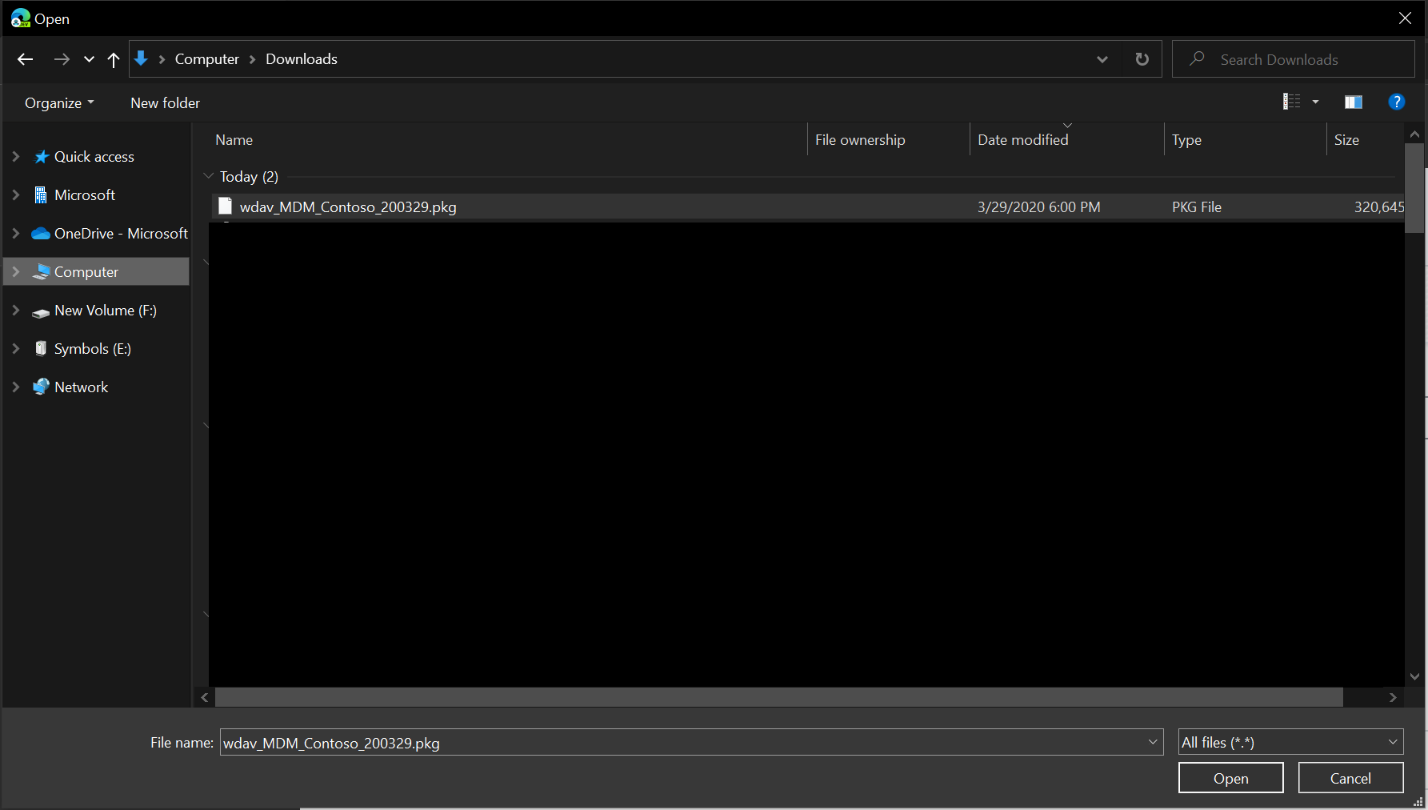 Open
Computer Downloads
Search Downloads
Organize New folder
?
Name File ownership Date modified Type Size
Quick access
Today (2)
Microsoft
wdav_MDM_Contoso_200329.pkg 3/29/2020 6:00 PM PKG File 320,645
OneDrive - Microsoft
Computer
New Volume (F:)
Symbols (E:)
Network
File name: wdav_MDM_Contoso_200329.pkg All files (*.*)
Open Cancel